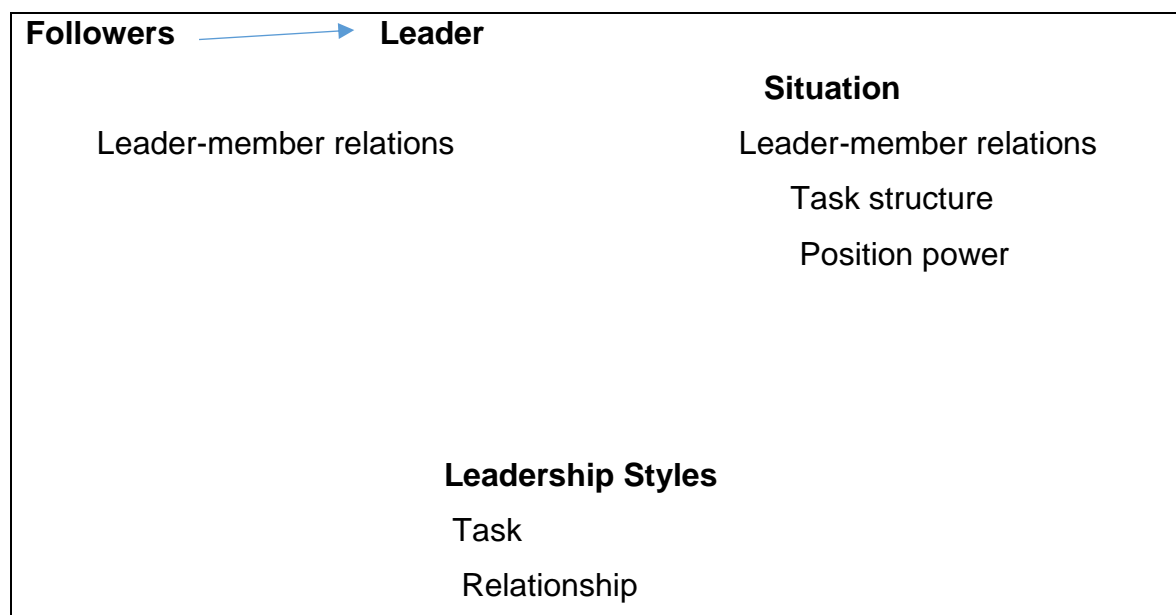 Followers Leader
Situation
Leader-member relations Leader-member relations
Task structure
Position power
Leadership Styles
Task
Relationship